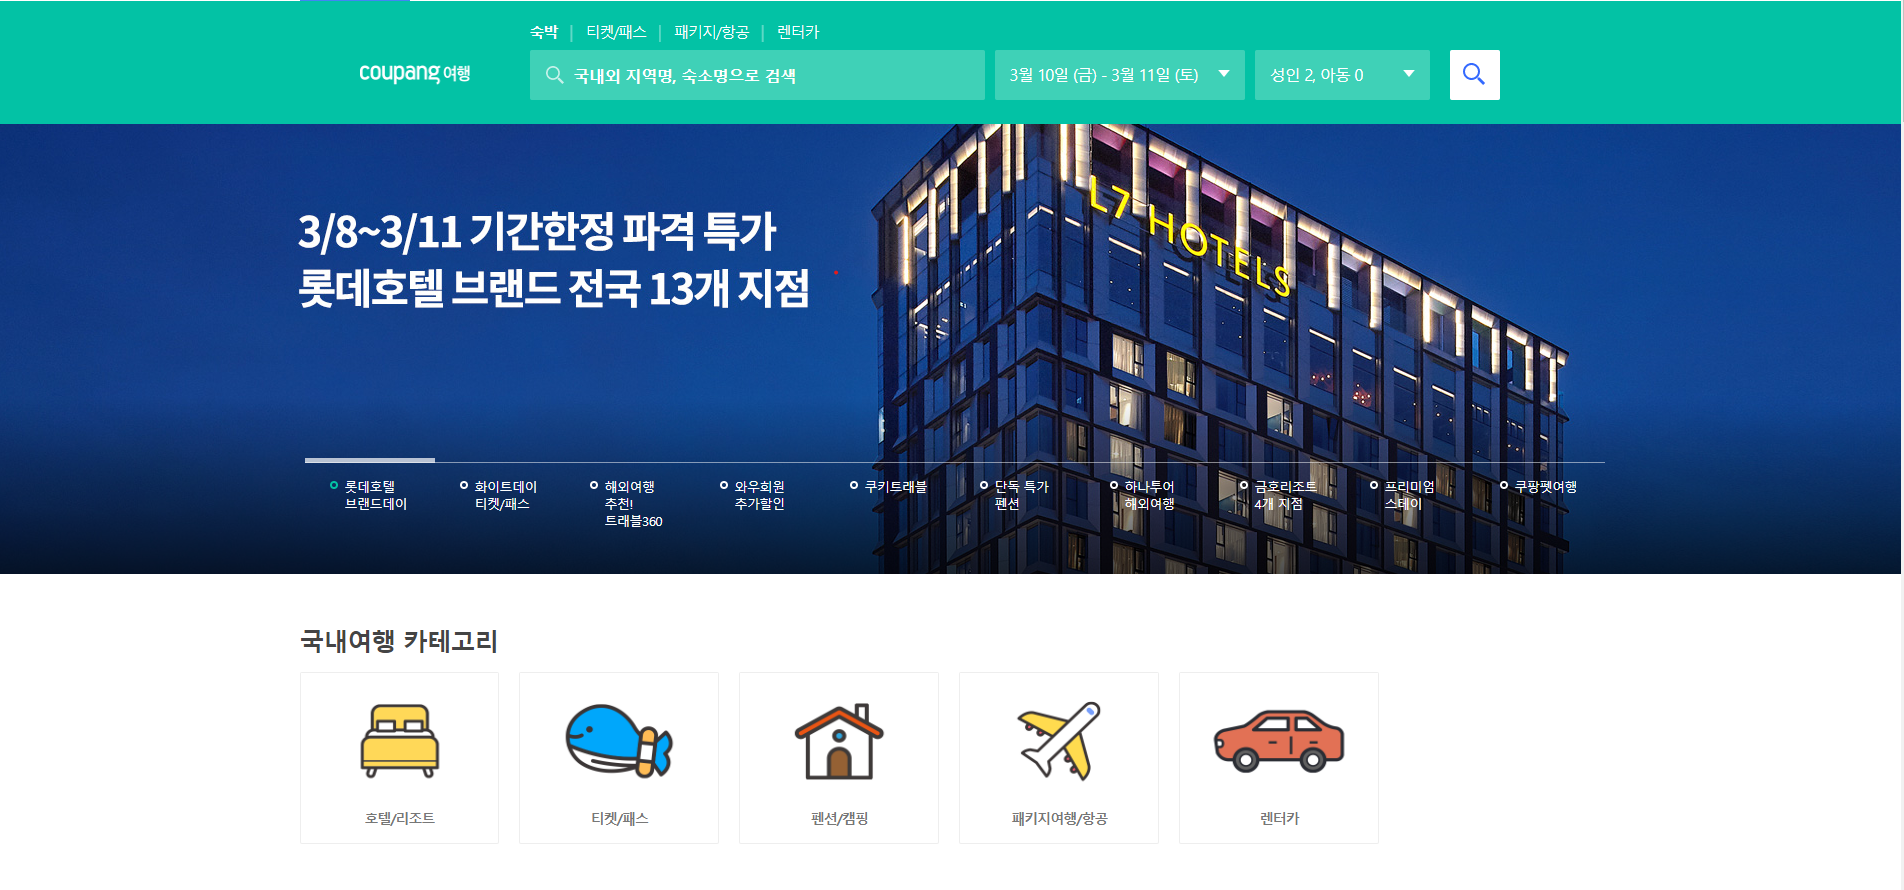 숙박 | 티켓/패스 | 패키지/항공 | 렌터카
coupang 여행
국내외 지역명, 숙소명으로 검색
3월 10일 (금) - 3월 11일 (토)
성인 2, 아동 0
3/8~3/11 기간한정 파격 특가
롯데호텔 브랜드 전국 13개 지점
L7 HOTELS
롯데호텔
브랜드데이
화이트데이
티켓/패스
해외여행
추천!
트래블360
와우회원
추가할인
쿠키트래블
단독 특가
펜션
하나투어
해외여행
금호리조트
4개 지점
프리미엄
스테이
쿠팡펫여행
국내여행 카테고리
호텔/리조트
티켓/패스
펜션/캠핑
패키지여행/항공
렌터카